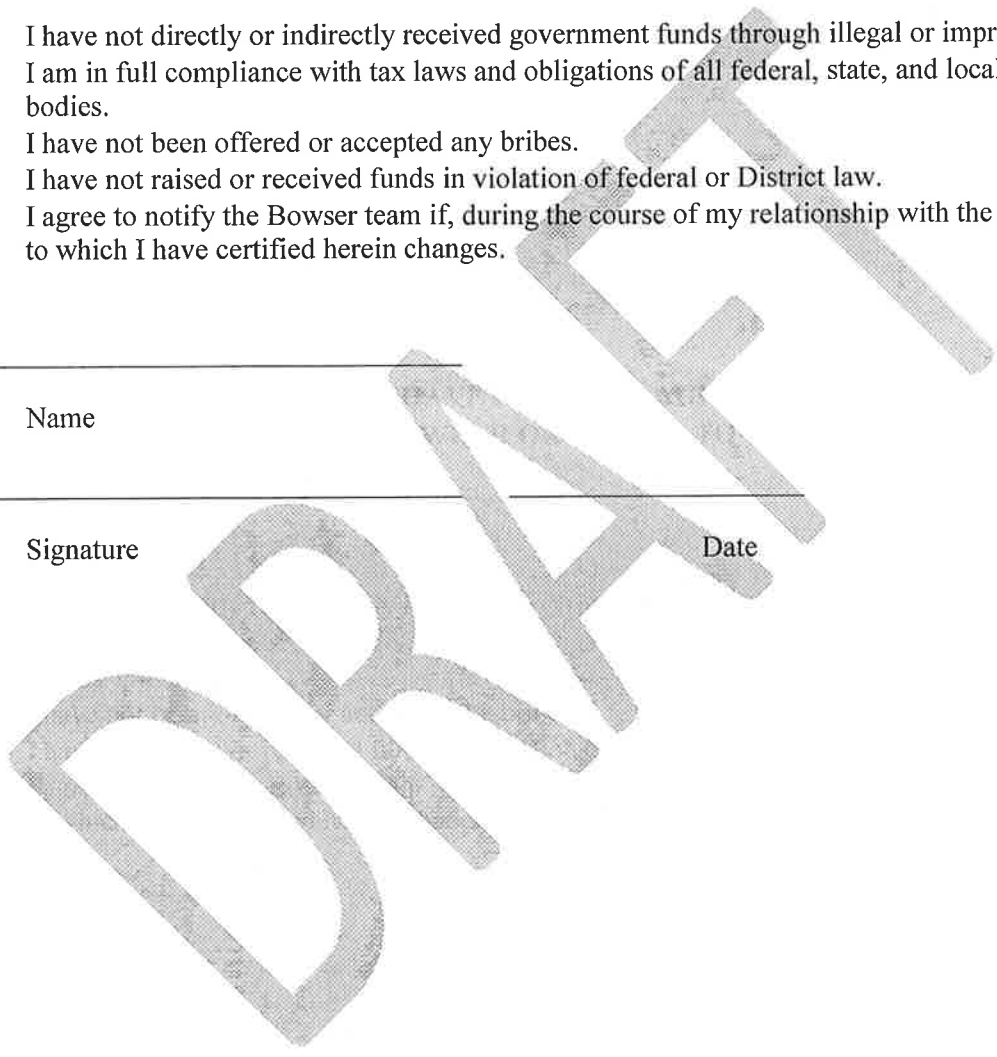 I have not directly or indirectly received government funds through illegal or impr
I am in full compliance with tax laws and obligations of all federal, state, and local
bodies.
I have not been offered or accepted any bribes.
I have not raised or received funds in violation of federal or District law.
I agree to notify the Bowser team if, during the course of my relationship with the
to which I have certified herein changes.
Name
Signature Date
DRAFT